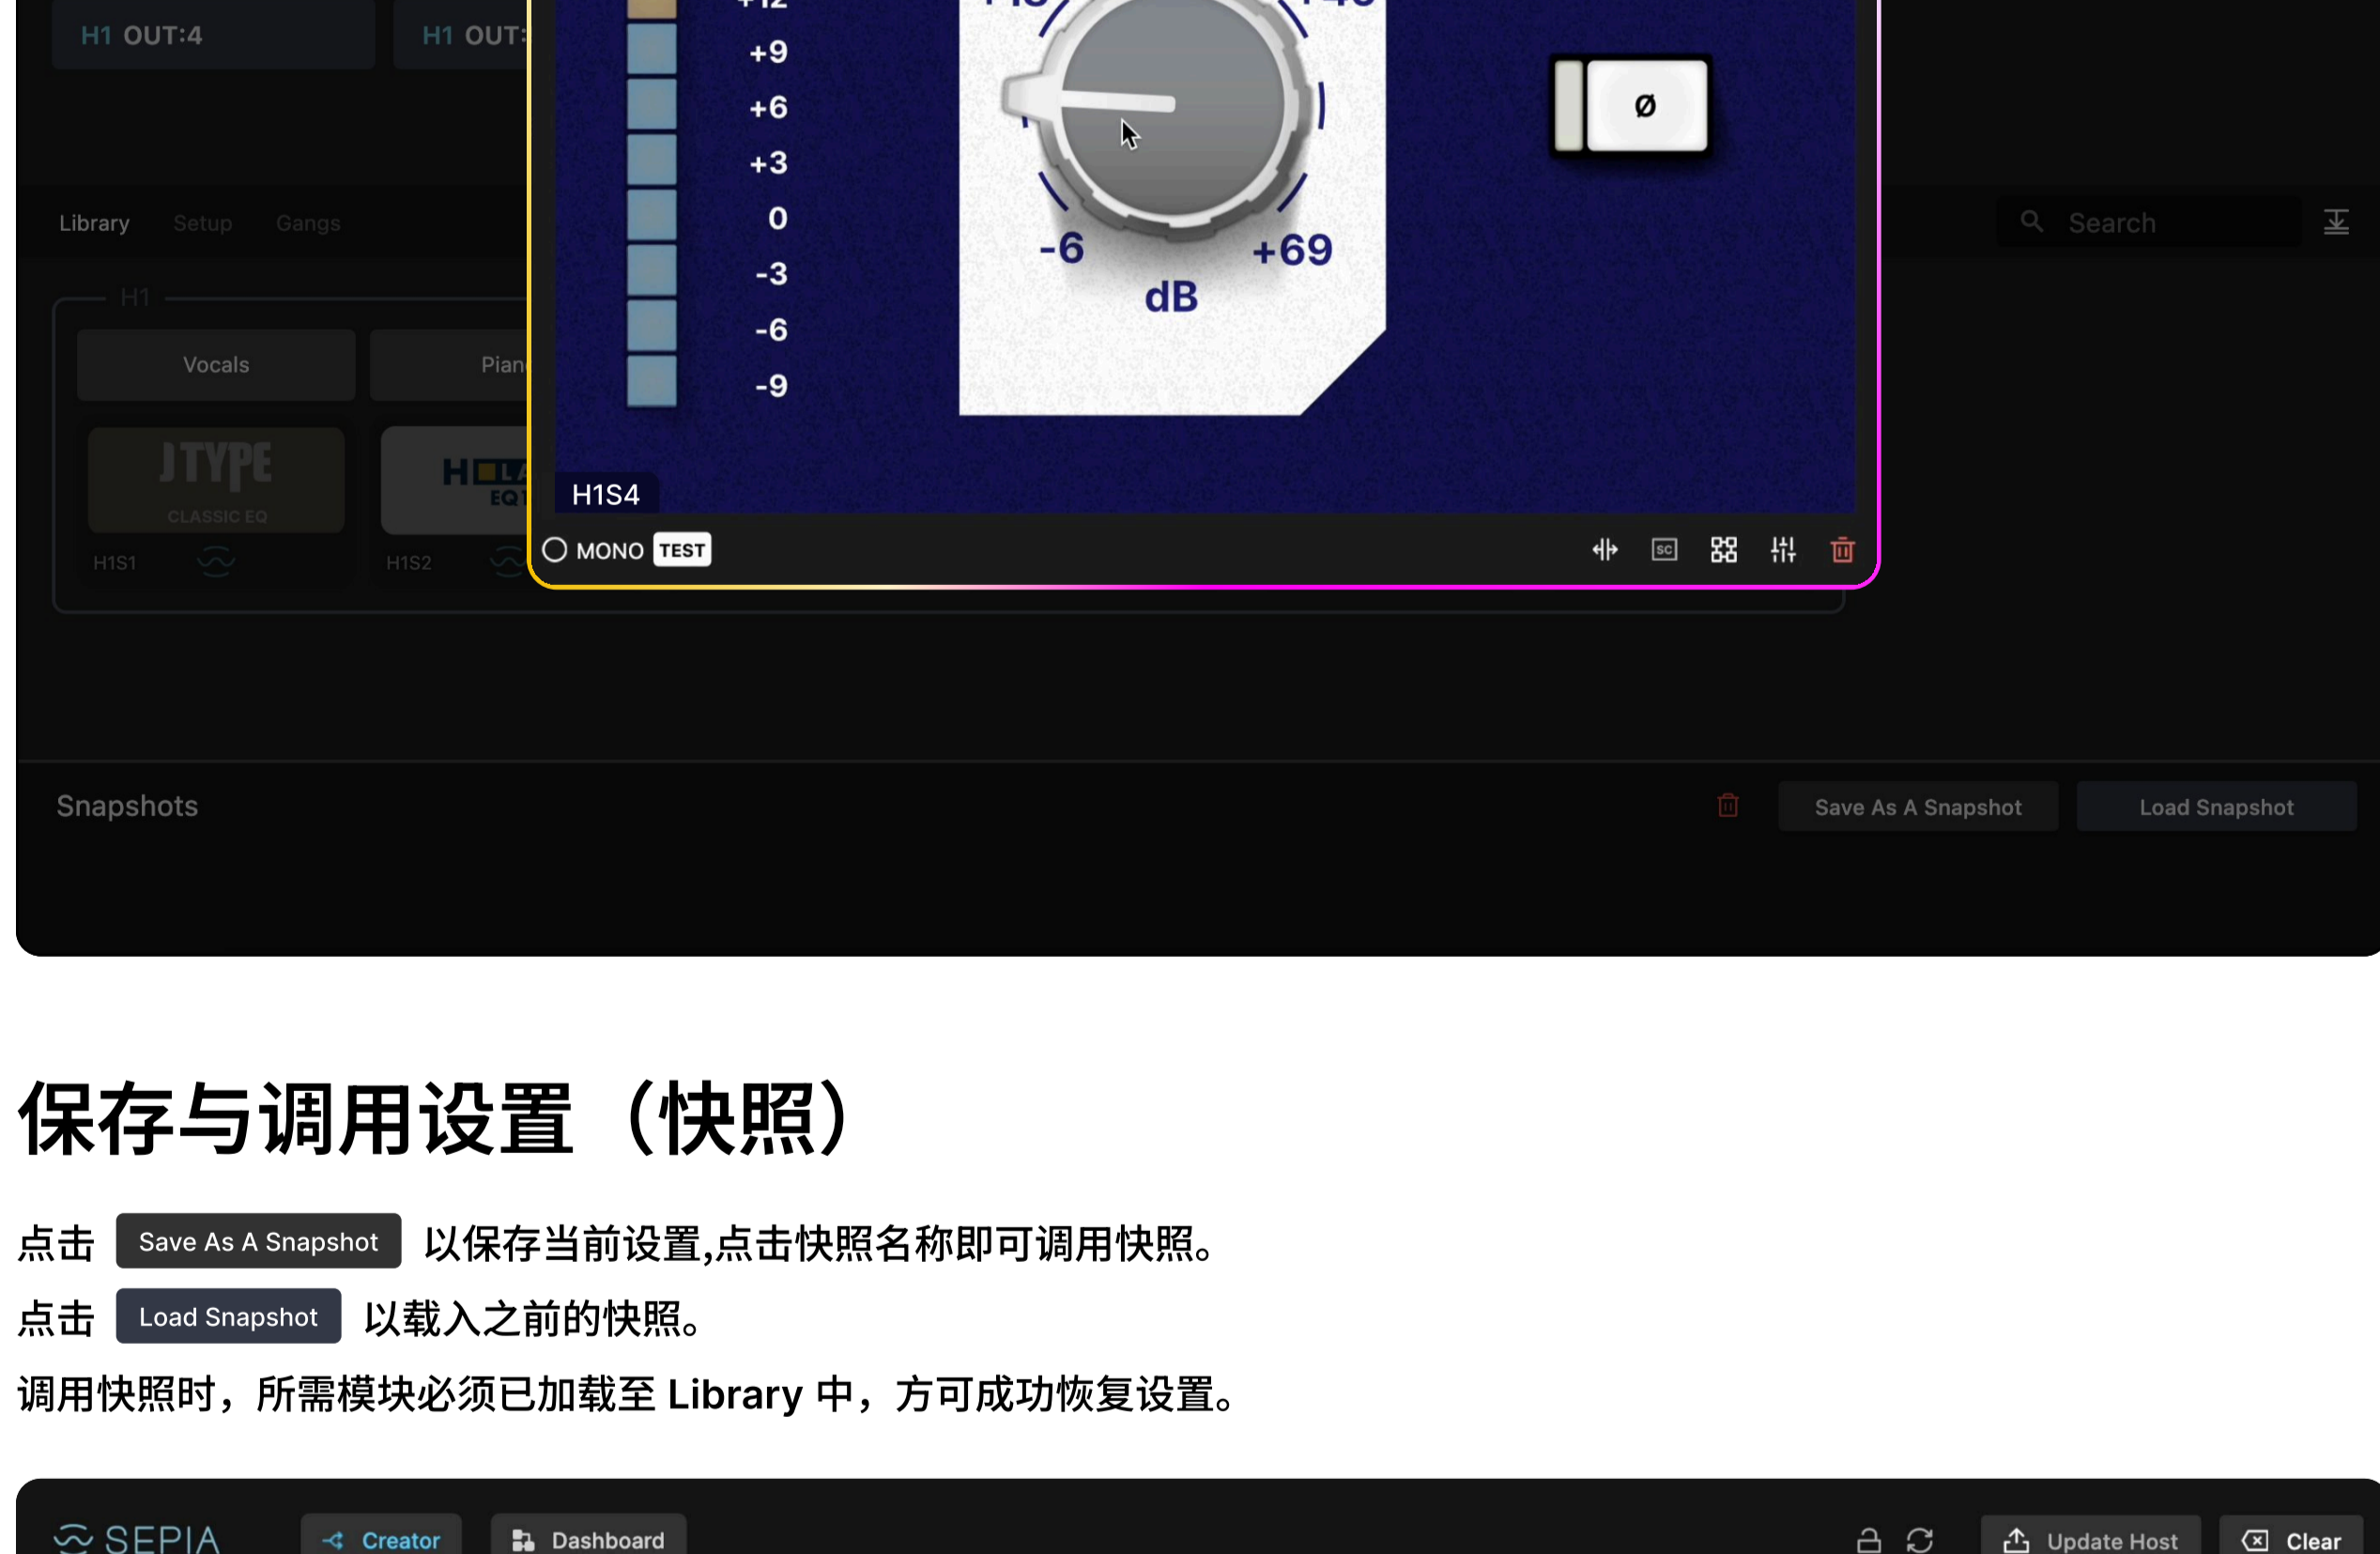 H1 OUT:4
H1 OUT:
+12
+9
+6
+3
0
-3
-6
-9
-6
+69
dB
Ø
Library
Setup
Gangs
Search
H1
Vocals
JTYPE
CLASSIC EQ
EQ
H1S1
H1S2
H1S4
MONO
TEST
SC
Snapshots
Save As A Snapshot
Load Snapshot
保存与调用设置（快照）
点击 Save As A Snapshot 以保存当前设置,点击快照名称即可调用快照。
点击 Load Snapshot 以载入之前的快照。
调用快照时，所需模块必须已加载至 Library 中，方可成功恢复设置。
SEPIA
Creator
Dashboard
Update Host
Clear